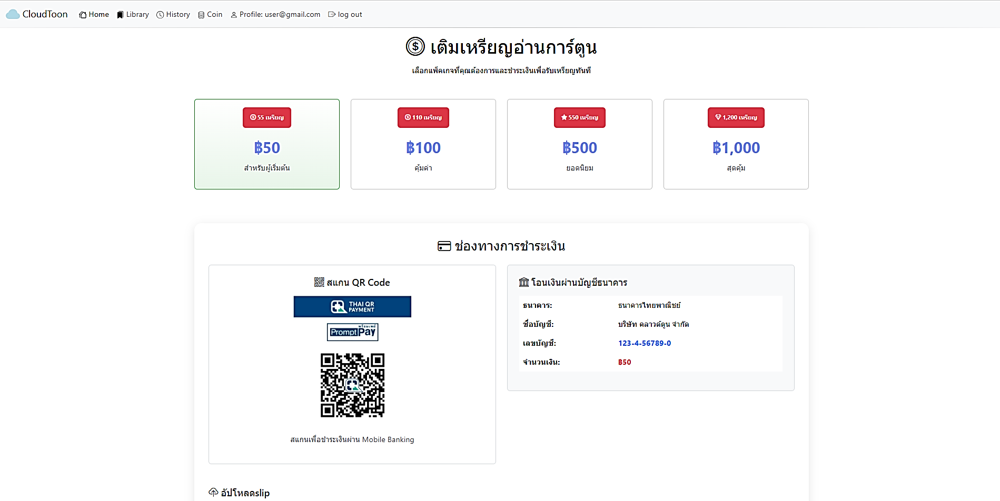 CloudToon Home Library History Coin Profile: user@gmail.com log out
เติมเหรียญอ่านการ์ตูน
เลือกแพ็คเกจที่คุณต้องการและชำระเงินเพื่อรับเหรียญทันที
55 เหรียญ
฿50
สำหรับผู้เริ่มต้น
110 เหรียญ
฿100
คุ้มค่า
550 เหรียญ
฿500
ยอดนิยม
1,200 เหรียญ
฿1,000
สุดคุ้ม
ช่องทางการชำระเงิน
สแกน QR Code
THAI QR
PAYMENT
พร้อมเพย์
PromptPay
สแกนเพื่อชำระเงินผ่าน Mobile Banking
โอนเงินผ่านบัญชีธนาคาร
ธนาคาร: ธนาคารไทยพาณิชย์
ชื่อบัญชี: บริษัท คลาวด์ตูน จำกัด
เลขบัญชี: 123-4-56789-0
จำนวนเงิน: ฿50
อัปโหลดslip